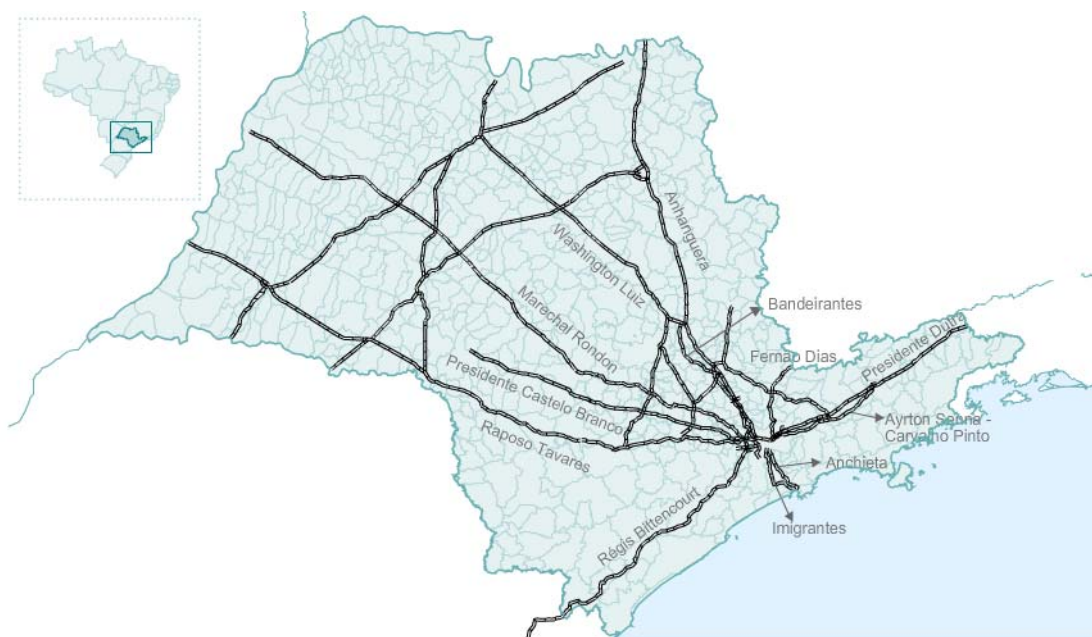 Anhanguera
Washington Luiz
Bandeirantes
Marechal Rondon
Presidente Dutra
Fernão Dias
Presidente Castelo Branco
Ayrton Senna -
Carvalho Pinto
Raposo Tavares
Anchieta
Régis Bittencourt
Imigrantes